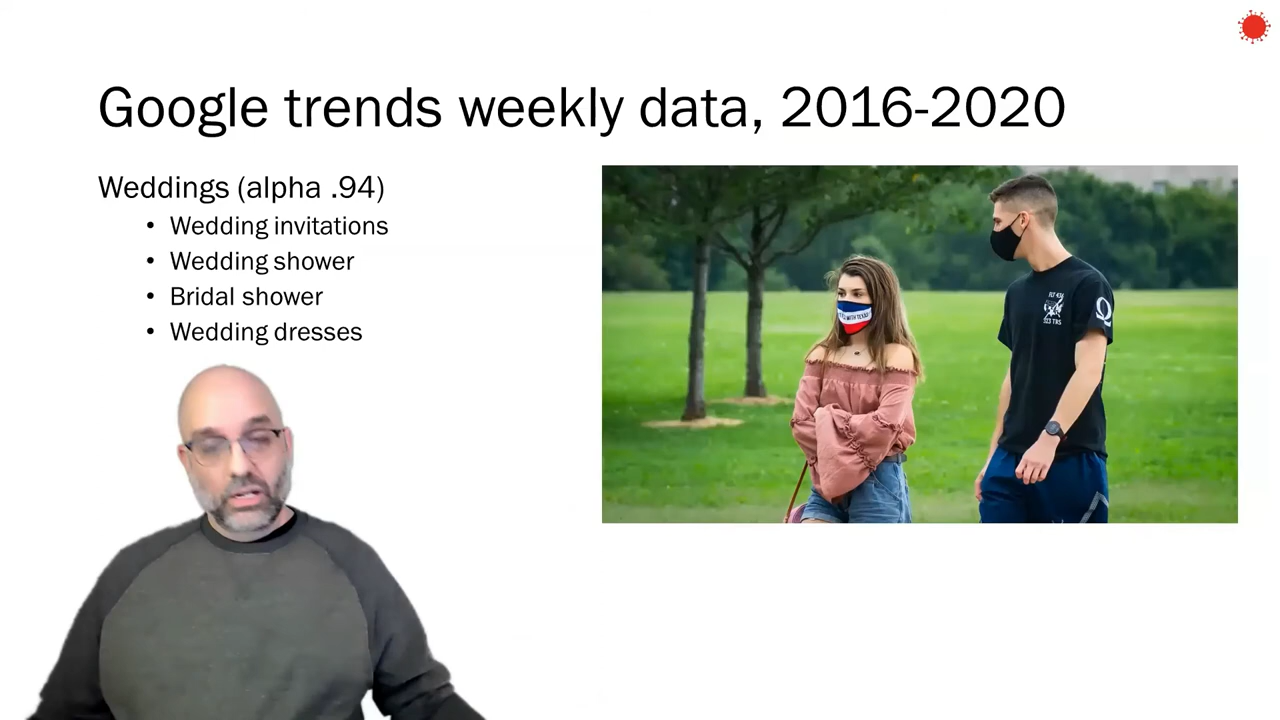 Google trends weekly data, 2016-2020
Weddings (alpha .94)
• Wedding invitations
• Wedding shower
• Bridal shower
• Wedding dresses
Ω